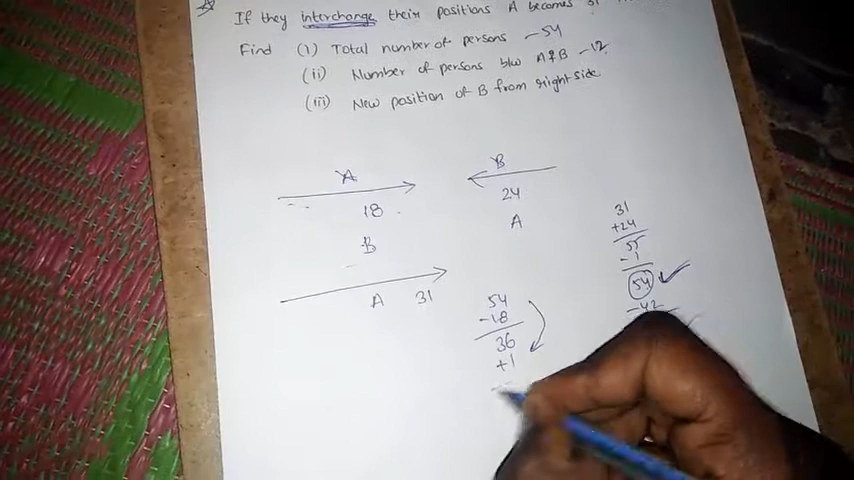 If they interchange their positions A becomes 31
Find (i) Total number of persons - 54
(ii) Number of persons b/w A & B - 12.
(iii) New position of B from right side.
A
B
18
24
B
A
A 31
54
-18
36
+1
31
+24
55
-1
54
-42